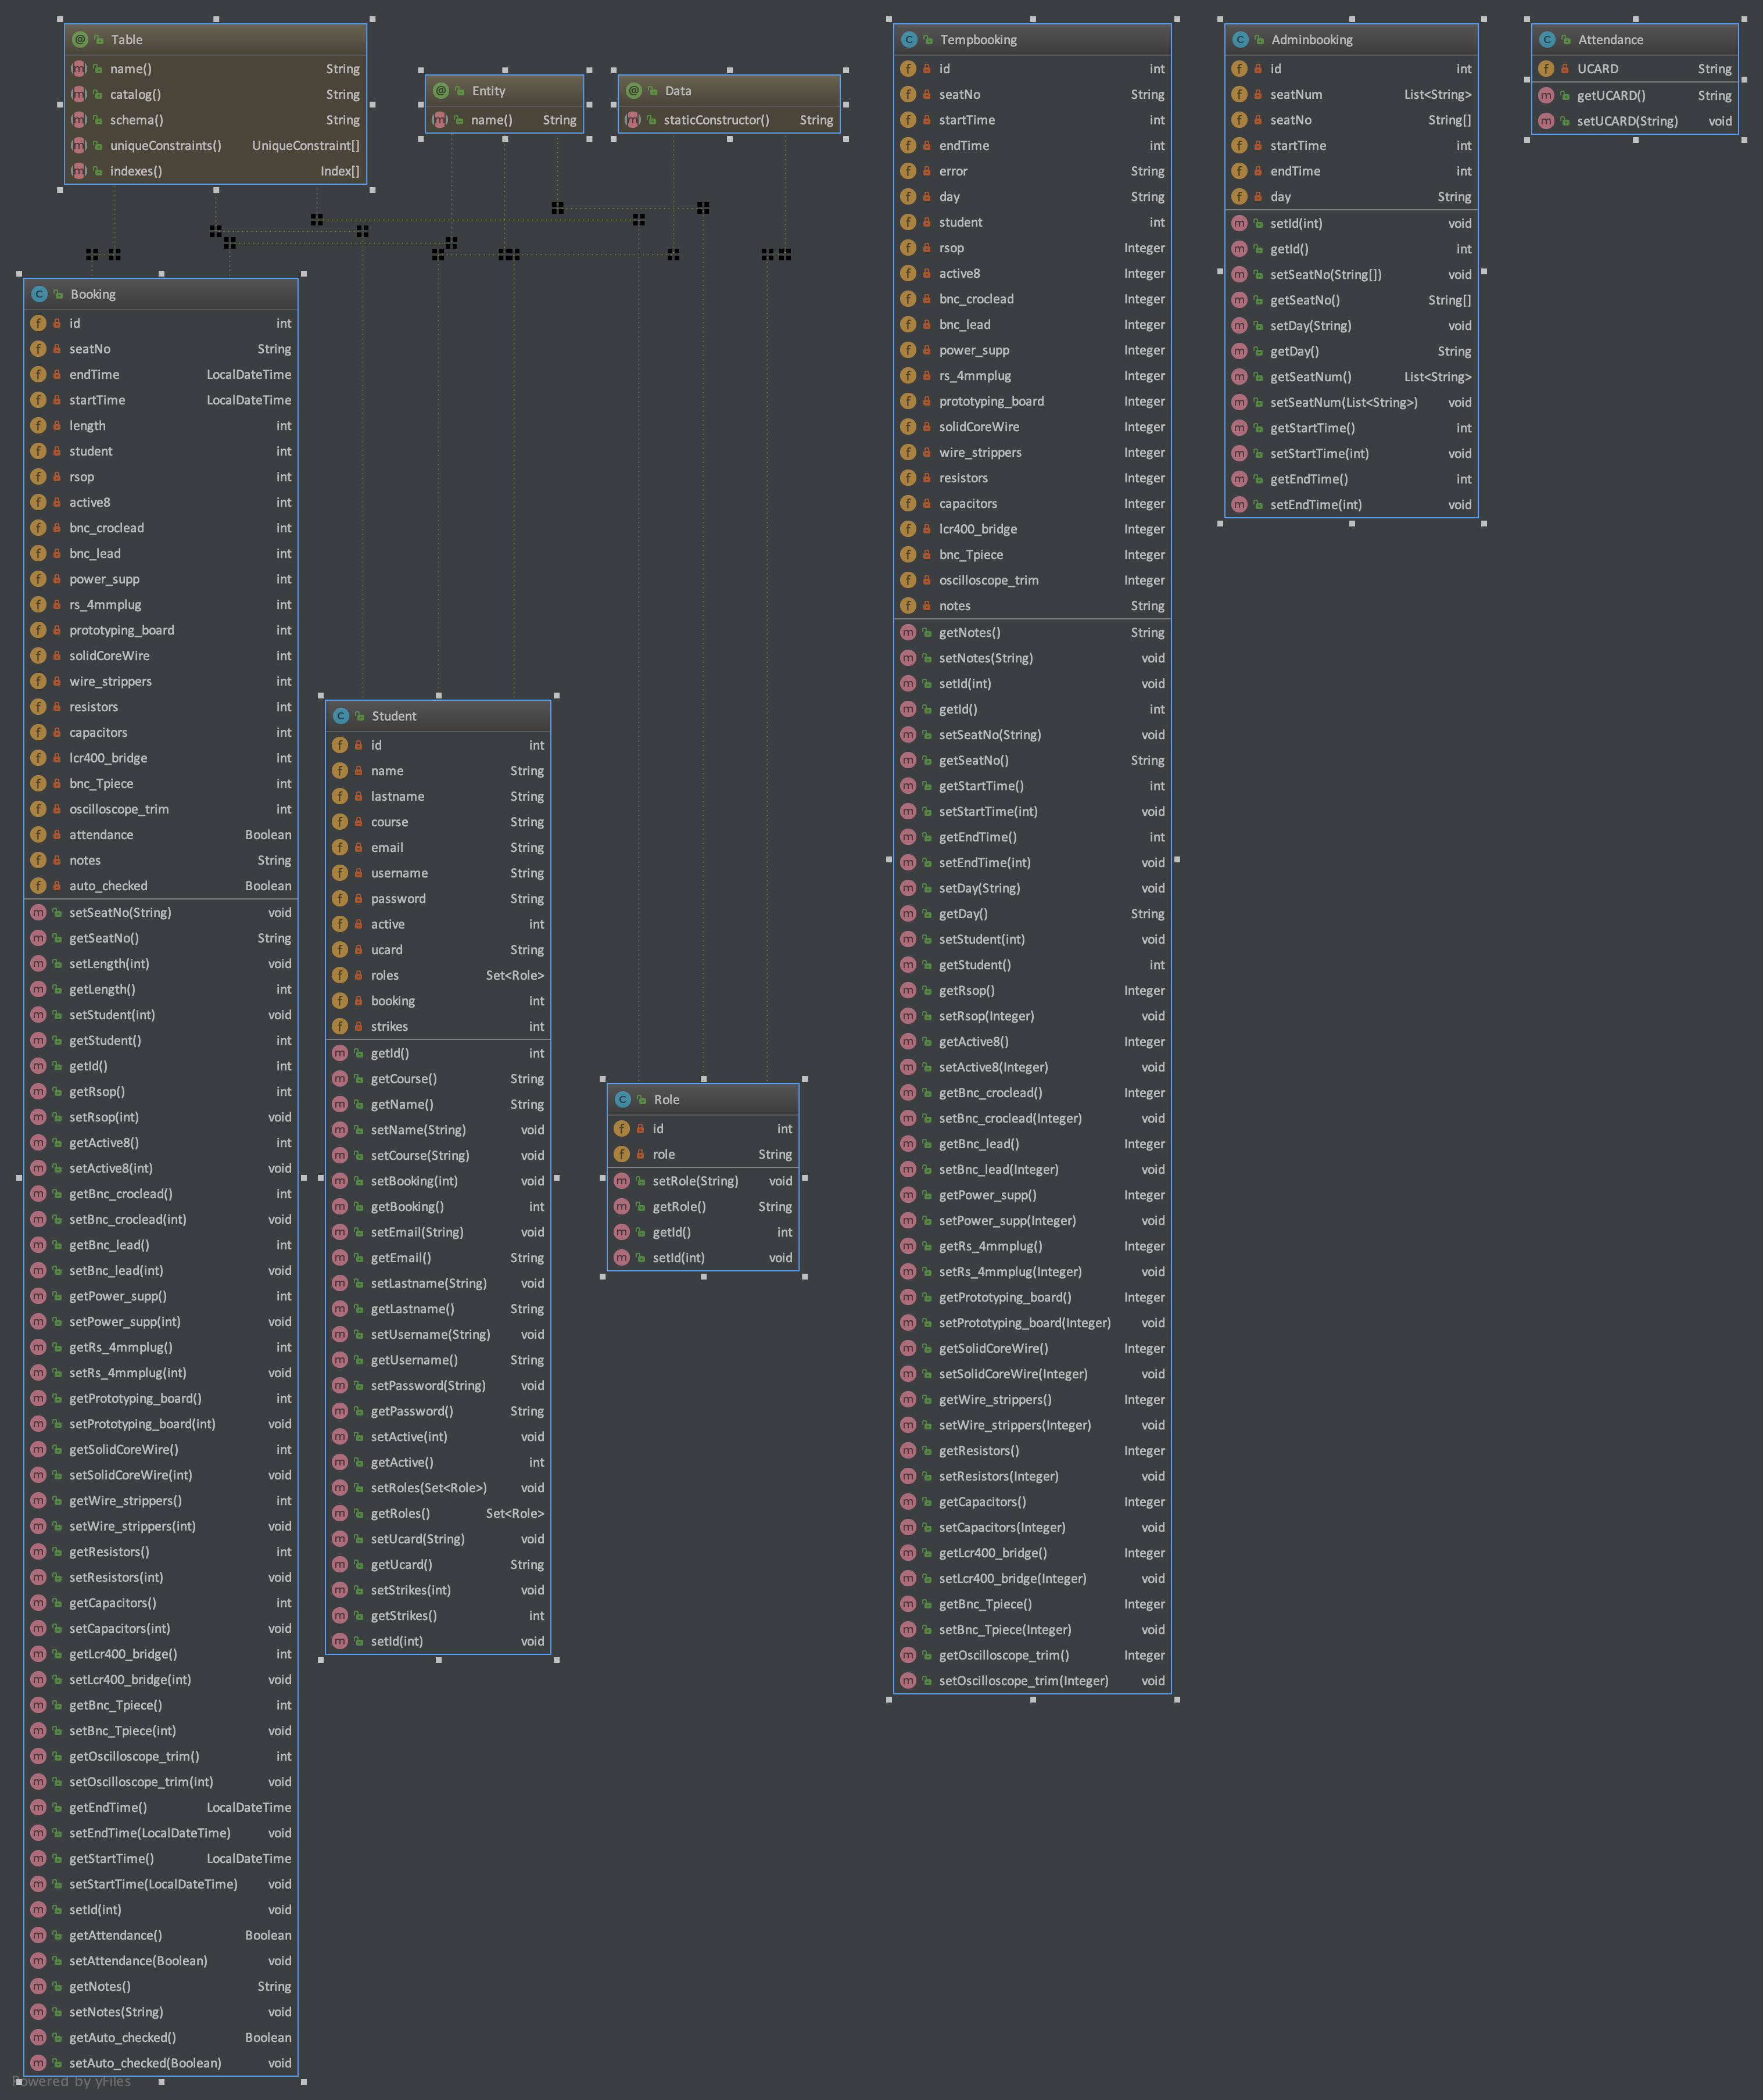 Table
name() String
catalog() String
schema() String
uniqueConstraints() UniqueConstraint[]
indexes() Index[]
Entity
name() String
Data
staticConstructor() String
Booking
id int
seatNo String
endTime LocalDateTime
startTime LocalDateTime
length int
student int
rsop int
active8 int
bnc_croclead int
bnc_lead int
power_supp int
rs_4mmplug int
prototyping_board int
solidCoreWire int
wire_strippers int
resistors int
capacitors int
lcr400_bridge int
bnc_Tpiece int
oscilloscope_trim int
attendance Boolean
notes String
auto_checked Boolean
setSeatNo(String) void
getSeatNo() String
setLength(int) void
getLength() int
setStudent(int) void
getStudent() int
getId() int
getRsop() int
setRsop(int) void
getActive8() int
setActive8(int) void
getBnc_croclead() int
setBnc_croclead(int) void
getBnc_lead() int
setBnc_lead(int) void
getPower_supp() int
setPower_supp(int) void
getRs_4mmplug() int
setRs_4mmplug(int) void
getPrototyping_board() int
setPrototyping_board(int) void
getSolidCoreWire() int
setSolidCoreWire(int) void
getWire_strippers() int
setWire_strippers(int) void
getResistors() int
setResistors(int) void
getCapacitors() int
setCapacitors(int) void
getLcr400_bridge() int
setLcr400_bridge(int) void
getBnc_Tpiece() int
setBnc_Tpiece(int) void
getOscilloscope_trim() int
setOscilloscope_trim(int) void
getEndTime() LocalDateTime
setEndTime(LocalDateTime) void
getStartTime() LocalDateTime
setStartTime(LocalDateTime) void
setId(int) void
getAttendance() Boolean
setAttendance(Boolean) void
getNotes() String
setNotes(String) void
getAuto_checked() Boolean
setAuto_checked(Boolean) void
Student
id int
name String
lastname String
course String
email String
username String
password String
active int
ucard String
roles Set<Role>
booking int
strikes int
getId() int
getCourse() String
getName() String
setName(String) void
setCourse(String) void
setBooking(int) void
getBooking() int
setEmail(String) void
getEmail() String
setLastname(String) void
getLastname() String
setUsername(String) void
getUsername() String
setPassword(String) void
getPassword() String
setActive(int) void
getActive() int
setRoles(Set<Role>) void
getRoles() Set<Role>
setUcard(String) void
getUcard() String
setStrikes(int) void
getStrikes() int
setId(int) void
Role
id int
role String
setRole(String) void
getRole() String
getId() int
setId(int) void
Tempbooking
id int
seatNo String
startTime int
endTime int
error String
day String
student int
rsop Integer
active8 Integer
bnc_croclead Integer
bnc_lead Integer
power_supp Integer
rs_4mmplug Integer
prototyping_board Integer
solidCoreWire Integer
wire_strippers Integer
resistors Integer
capacitors Integer
lcr400_bridge Integer
bnc_Tpiece Integer
oscilloscope_trim Integer
notes String
getNotes() String
setNotes(String) void
setId(int) void
getId() int
setSeatNo(String) void
getSeatNo() String
getStartTime() int
setStartTime(int) void
getEndTime() int
setEndTime(int) void
setDay(String) void
getDay() String
setStudent(int) void
getStudent() int
getRsop() Integer
setRsop(Integer) void
getActive8() Integer
setActive8(Integer) void
getBnc_croclead() Integer
setBnc_croclead(Integer) void
getBnc_lead() Integer
setBnc_lead(Integer) void
getPower_supp() Integer
setPower_supp(Integer) void
getRs_4mmplug() Integer
setRs_4mmplug(Integer) void
getPrototyping_board() Integer
setPrototyping_board(Integer) void
getSolidCoreWire() Integer
setSolidCoreWire(Integer) void
getWire_strippers() Integer
setWire_strippers(Integer) void
getResistors() Integer
setResistors(Integer) void
getCapacitors() Integer
setCapacitors(Integer) void
getLcr400_bridge() Integer
setLcr400_bridge(Integer) void
getBnc_Tpiece() Integer
setBnc_Tpiece(Integer) void
getOscilloscope_trim() Integer
setOscilloscope_trim(Integer) void
Adminbooking
id int
seatNum List<String>
seatNo String[]
startTime int
endTime int
day String
setId(int) void
getId() int
setSeatNo(String[]) void
getSeatNo() String[]
setDay(String) void
getDay() String
getSeatNum() List<String>
setSeatNum(List<String>) void
getStartTime() int
setStartTime(int) void
getEndTime() int
setEndTime(int) void
Attendance
UCARD String
getUCARD() String
setUCARD(String) void
Powered by yFiles